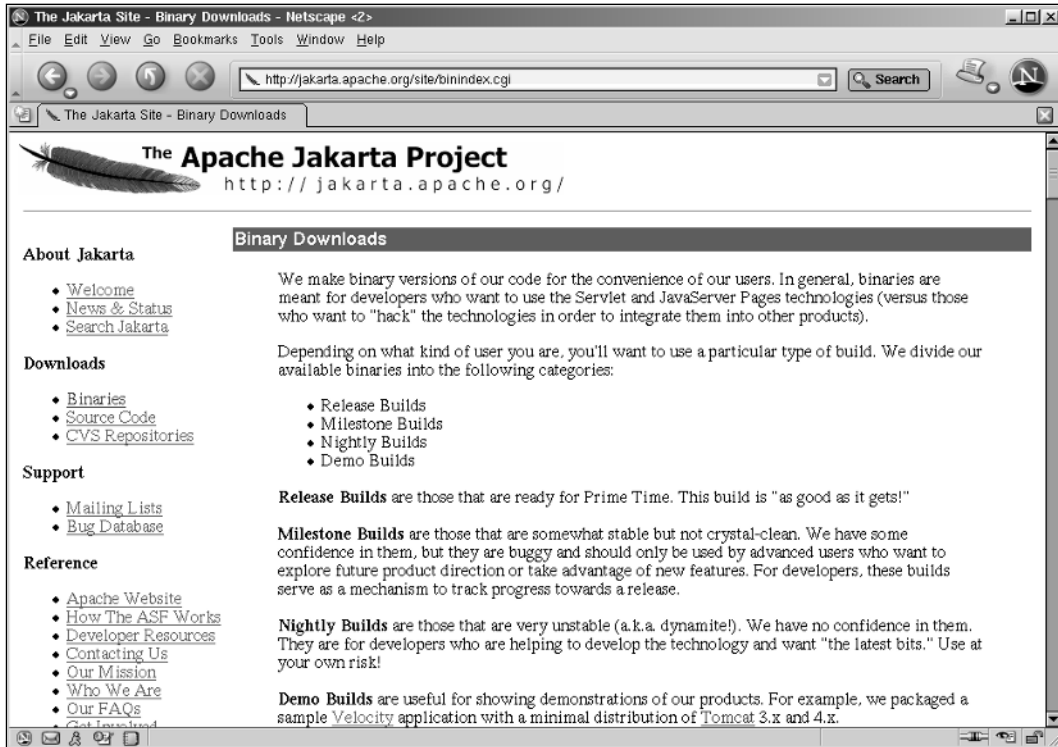 The Jakarta Site - Binary Downloads - Netscape <2>
File Edit View Go Bookmarks Tools Window Help
http://jakarta.apache.org/site/binindex.cgi
Search
N
The Jakarta Site - Binary Downloads
The Apache Jakarta Project
http://jakarta.apache.org/
About Jakarta
Welcome
News & Status
Search Jakarta
Downloads
Binaries
Source Code
CVS Repositories
Support
Mailing Lists
Bug Database
Reference
Apache Website
How The ASF Works
Developer Resources
Contacting Us
Our Mission
Who We Are
Our FAQs
Get Involved
Binary Downloads
We make binary versions of our code for the convenience of our users. In general, binaries are
meant for developers who want to use the Servlet and JavaServer Pages technologies (versus those
who want to "hack" the technologies in order to integrate them into other products).
Depending on what kind of user you are, you'll want to use a particular type of build. We divide our
available binaries into the following categories:
Release Builds
Milestone Builds
Nightly Builds
Demo Builds
Release Builds are those that are ready for Prime Time. This build is "as good as it gets!"
Milestone Builds are those that are somewhat stable but not crystal-clean. We have some
confidence in them, but they are buggy and should only be used by advanced users who want to
explore future product direction or take advantage of new features. For developers, these builds
serve as a mechanism to track progress towards a release.
Nightly Builds are those that are very unstable (a.k.a. dynamite!). We have no confidence in them.
They are for developers who are helping to develop the technology and want "the latest bits." Use at
your own risk!
Demo Builds are useful for showing demonstrations of our products. For example, we packaged a
sample Velocity application with a minimal distribution of Tomcat 3.x and 4.x.